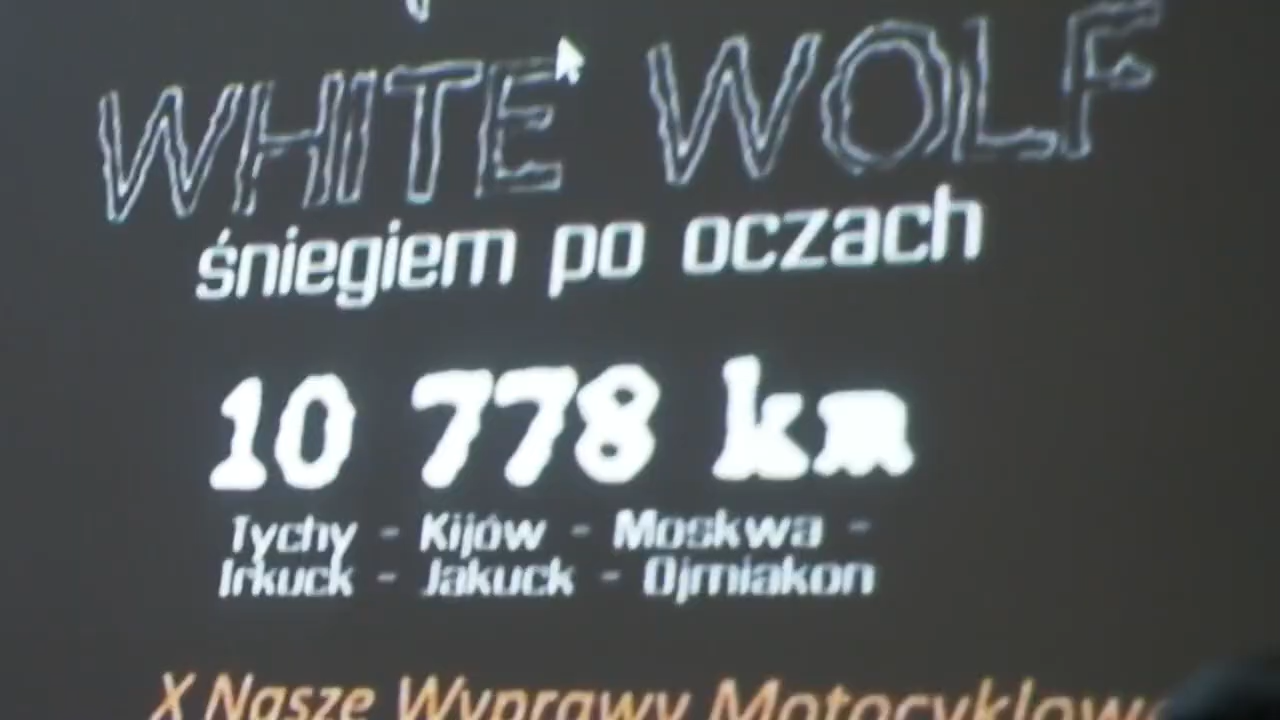 WHITE WOLF
śniegiem po oczach
10 778 km
Tychy - Kijów - Moskwa -
Irkuck - Jakuck - Ojmiakon
X Nasze Wyprawy Motocyklowe